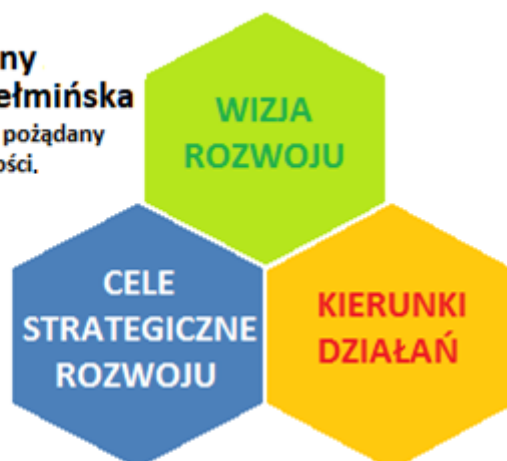 ny
ełmińska
pożądany
ości.
WIZJA
ROZWOJU
CELE
STRATEGICZNE
ROZWOJU
KIERUNKI
DZIAŁAŃ